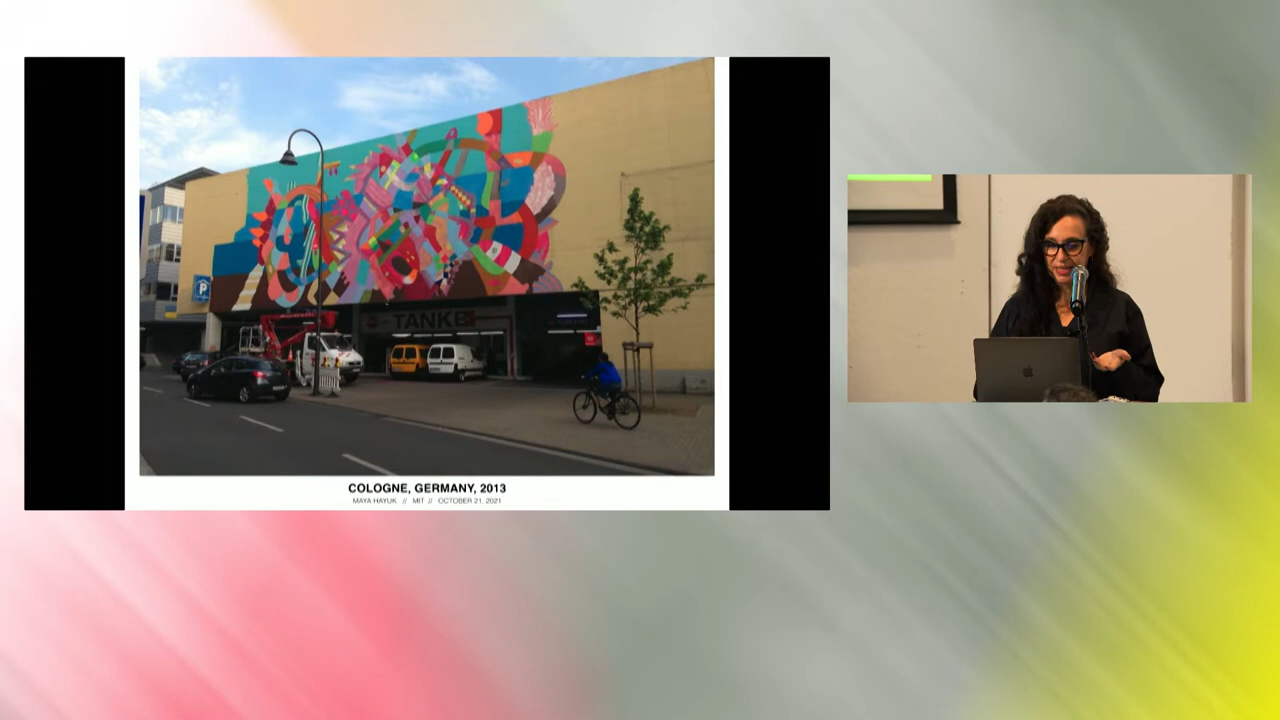 P
TANKE
COLOGNE, GERMANY, 2013
MAYA HAYUK // MIT // OCTOBER 21, 2021